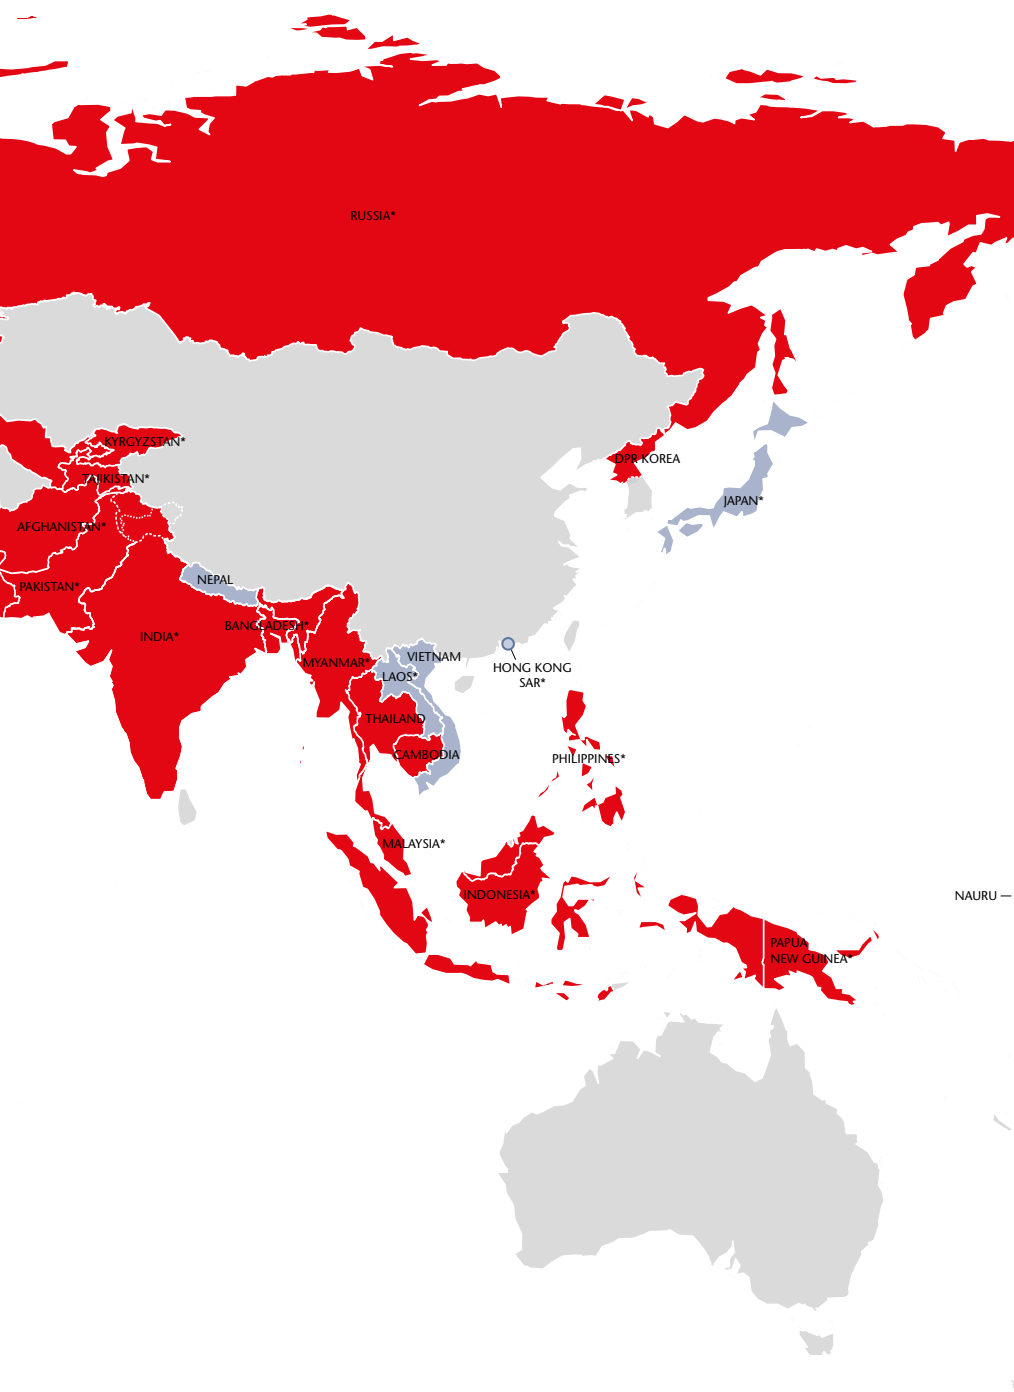 RUSSIA*
KYRGYZSTAN*
DPR KOREA
TAJIKISTAN*
JAPAN*
AFGHANISTAN*
NEPAL
PAKISTAN*
BANGLADESH*
INDIA*
VIETNAM
MYANMAR*
HONG KONG
SAR*
LAOS*
THAILAND
CAMBODIA
PHILIPPINES*
MALAYSIA*
INDONESIA*
NAURU
PAPUA
NEW GUINEA*